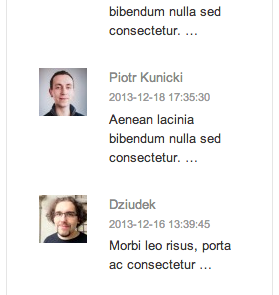 bibendum nulla sed
consectetur. …
Piotr Kunicki
2013-12-18 17:35:30
Aenean lacinia
bibendum nulla sed
consectetur. …
Dziudek
2013-12-16 13:39:45
Morbi leo risus, porta
ac consectetur …